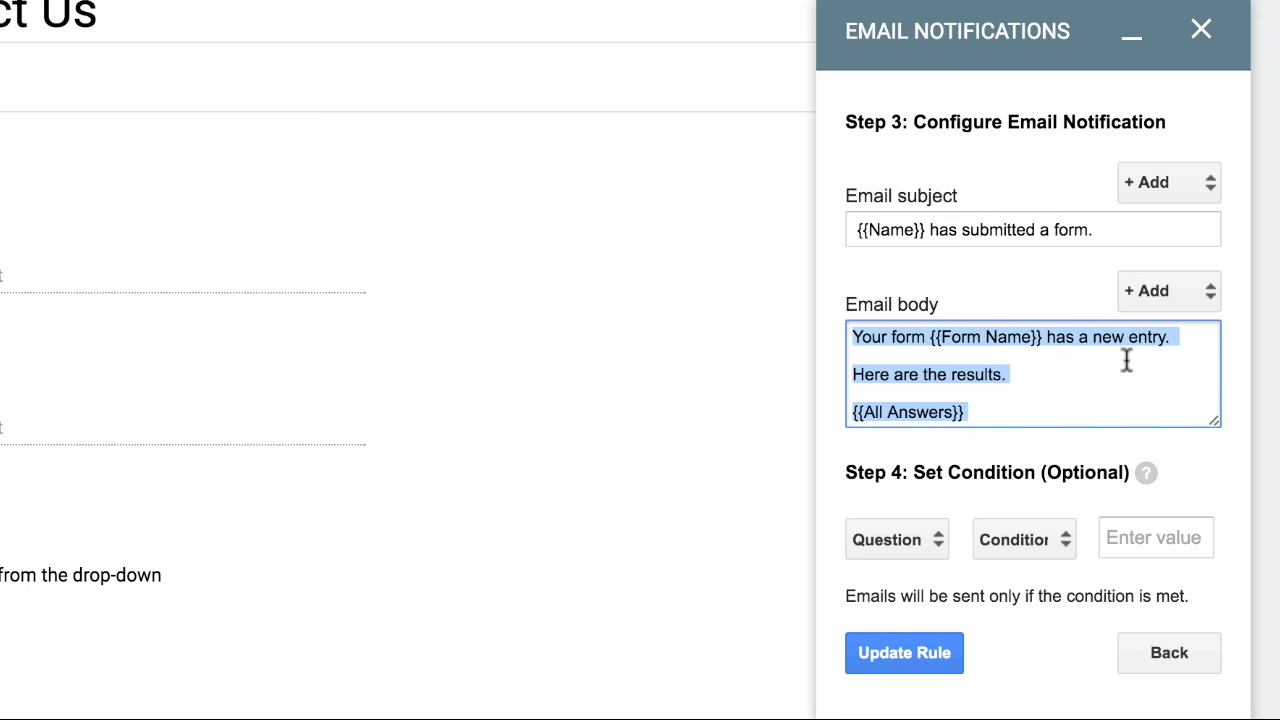 ct Us
EMAIL NOTIFICATIONS
Step 3: Configure Email Notification
+ Add
Email subject
{{Name}} has submitted a form.
+ Add
Email body
Your form {{Form Name}} has a new entry.
Here are the results.
{{All Answers}}
Step 4: Set Condition (Optional) ?
Question
Condition
Enter value
from the drop-down
Emails will be sent only if the condition is met.
Update Rule
Back